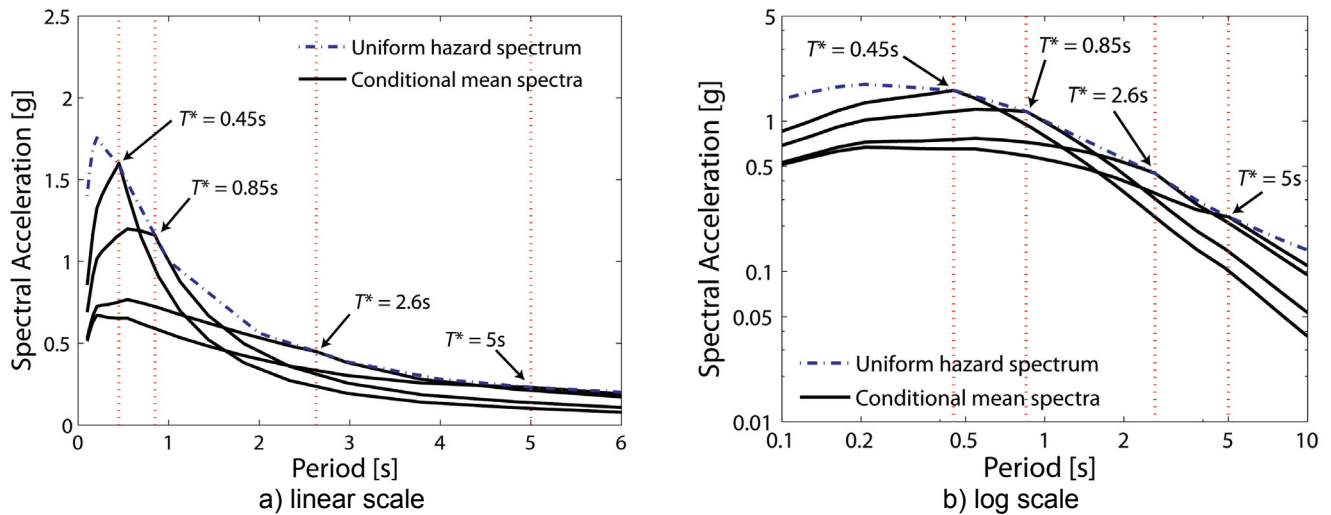 2.5
2
1.5
1
0.5
0
Spectral Acceleration [g]
Uniform hazard spectrum
Conditional mean spectra
T* = 0.45s
T* = 0.85s
T* = 2.6s
T* = 5s
0 1 2 3 4 5 6
Period [s]
a) linear scale
5
1
0.5
0.1
0.05
0.01
Spectral Acceleration [g]
T* = 0.45s
T* = 0.85s
T* = 2.6s
T* = 5s
Uniform hazard spectrum
Conditional mean spectra
0.1 0.2 0.5 1 2 5 10
Period [s]
b) log scale